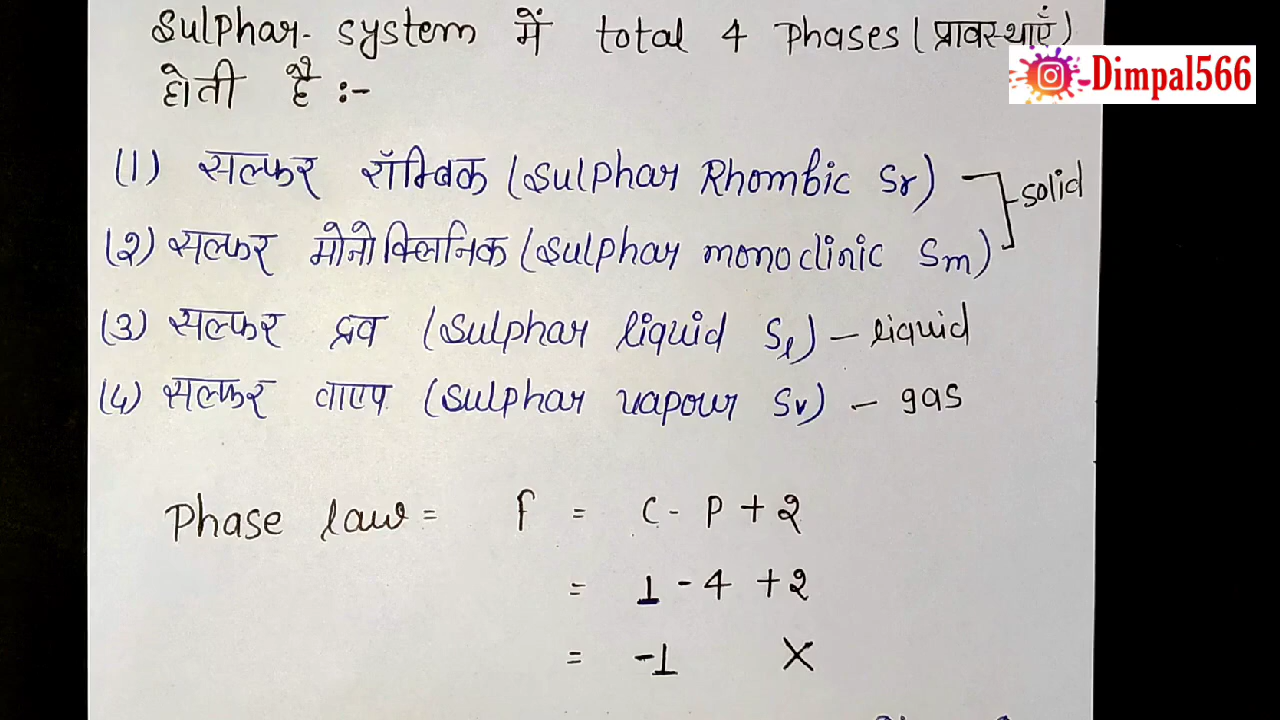 Sulphar- system में total 4 Phases (प्रावस्थाएँ)
होती है :-
Dimpal566
(1) सल्फर रॉम्बिक (Sulphar Rhombic Sr)
solid
(2) सल्फर मोनोक्लिनिक (Sulphar monoclinic Sm)
(3) सल्फर द्रव (Sulphar liquid Sl) – liquid
(4) सल्फर वाष्प (Sulphar vapour Sv) – gas
Phase law = f = C - P + 2
= 1 - 4 + 2
= -1 X